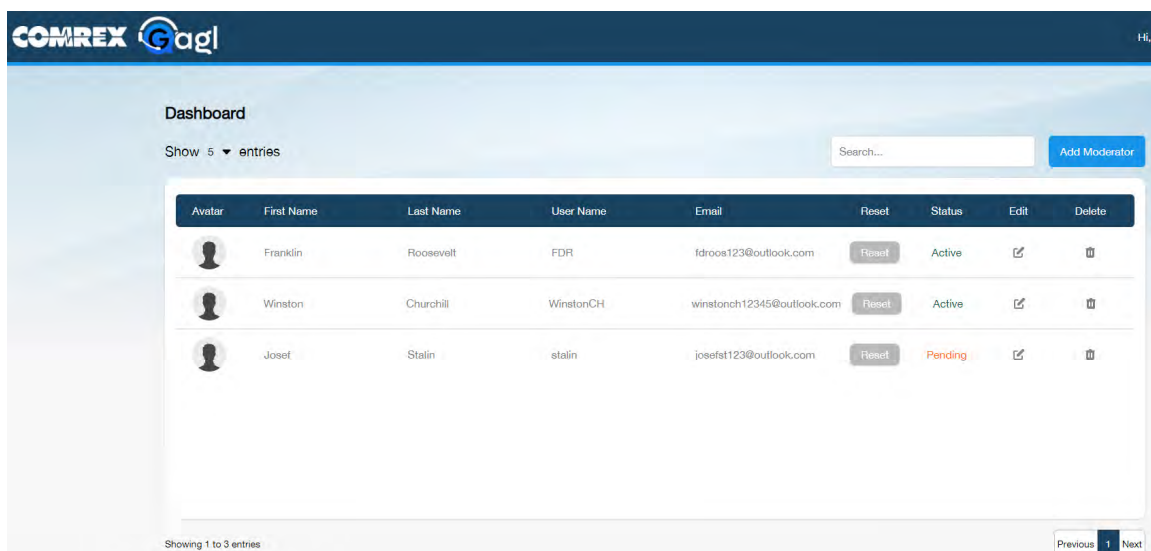 COMREX Gagl
Hi,
Dashboard
Show 5 entries
Search...
Add Moderator
Avatar First Name Last Name User Name Email Reset Status Edit Delete
Franklin Roosevelt FDR fdroos123@outlook.com Reset Active
Winston Churchill WinstonCH winstonch12345@outlook.com Reset Active
Josef Stalin stalin josefst123@outlook.com Reset Pending
Showing 1 to 3 entries
Previous 1 Next